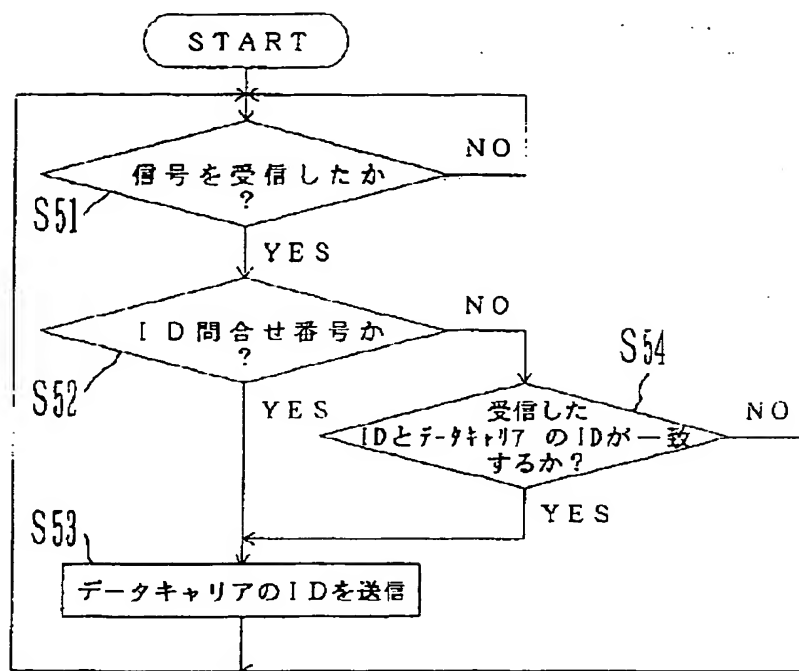 START
信号を受信したか
?
NO
S51
YES
ID問合せ番号か
?
NO
S52
YES
S54
受信した
IDとデータキャリアのIDが一致
するか?
NO
YES
S53
データキャリアのIDを送信